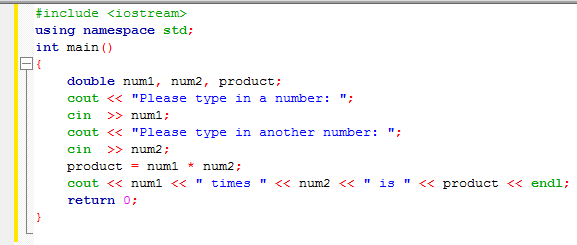 #include <iostream>
using namespace std;
int main()
{
double num1, num2, product;
cout << "Please type in a number: ";
cin  >> num1;
cout << "Please type in another number: ";
cin  >> num2;
product = num1 * num2;
cout << num1 << " times " << num2 << " is " << product << endl;
return 0;
}